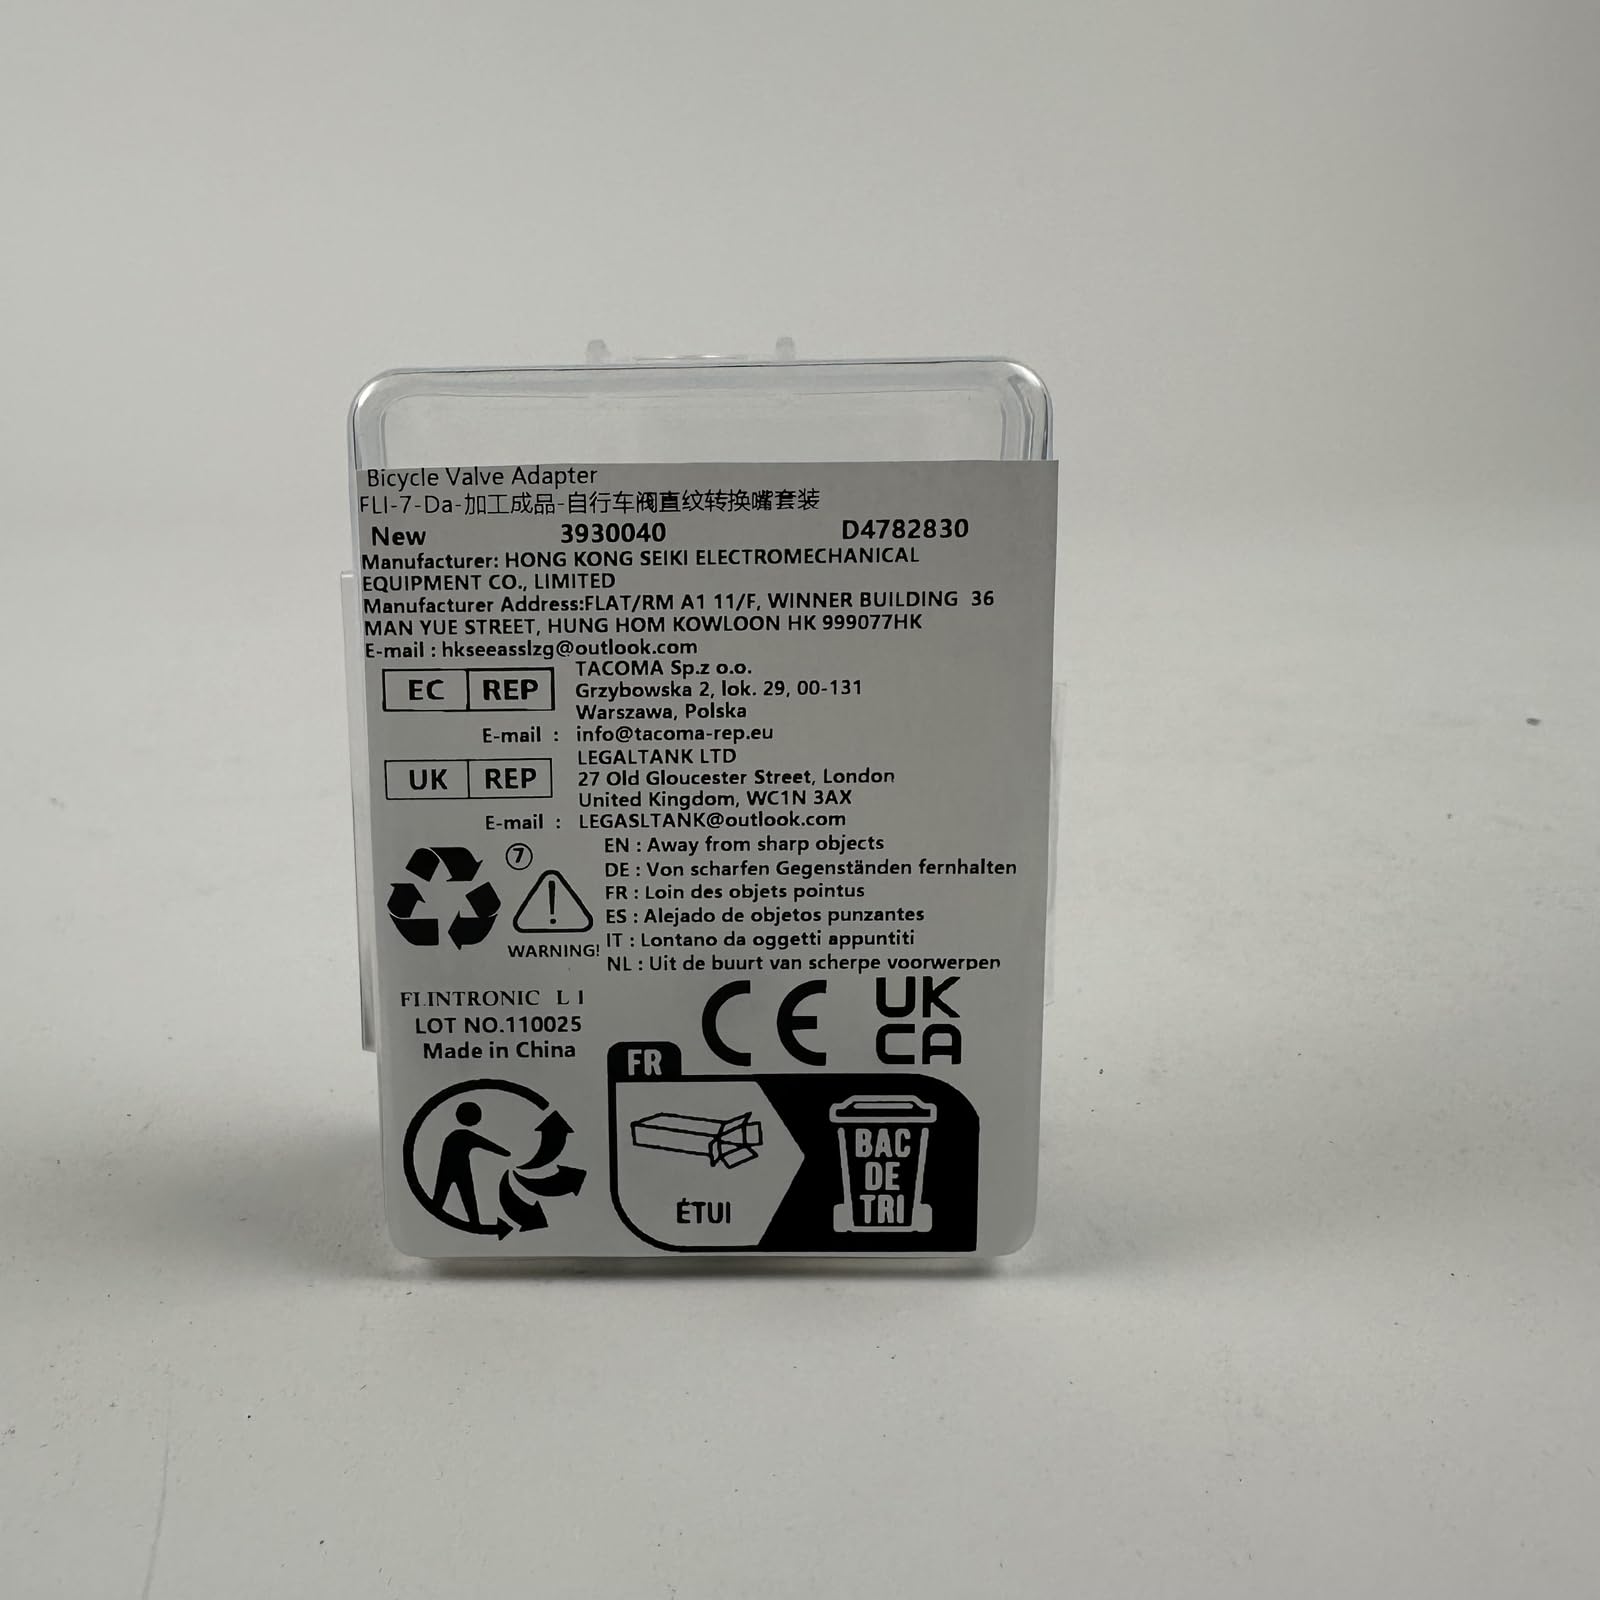 Bicycle Valve Adapter
FLI-7-Da-加工成品-自行车阀直纹转换嘴套装
New 3930040 D4782830
Manufacturer: HONG KONG SEIKI ELECTROMECHANICAL
EQUIPMENT CO., LIMITED
Manufacturer Address:FLAT/RM A1 11/F, WINNER BUILDING 36
MAN YUE STREET, HUNG HOM KOWLOON HK 999077HK
E-mail : hkseeasslzg@outlook.com
EC REP
TACOMA Sp.z o.o.
Grzybowska 2, lok. 29, 00-131
Warszawa, Polska
E-mail : info@tacoma-rep.eu
UK REP
LEGALTANK LTD
27 Old Gloucester Street, London
United Kingdom, WC1N 3AX
E-mail : LEGASLTANK@outlook.com
7
WARNING!
EN : Away from sharp objects
DE : Von scharfen Gegenständen fernhalten
FR : Loin des objets pointus
ES : Alejado de objetos punzantes
IT : Lontano da oggetti appuntiti
NL : Uit de buurt van scherpe voorwerpen
FLINTRONIC L I
LOT NO.110025
Made in China
CE
UK
CA
FR
ÉTUI
BAC
DE
TRI